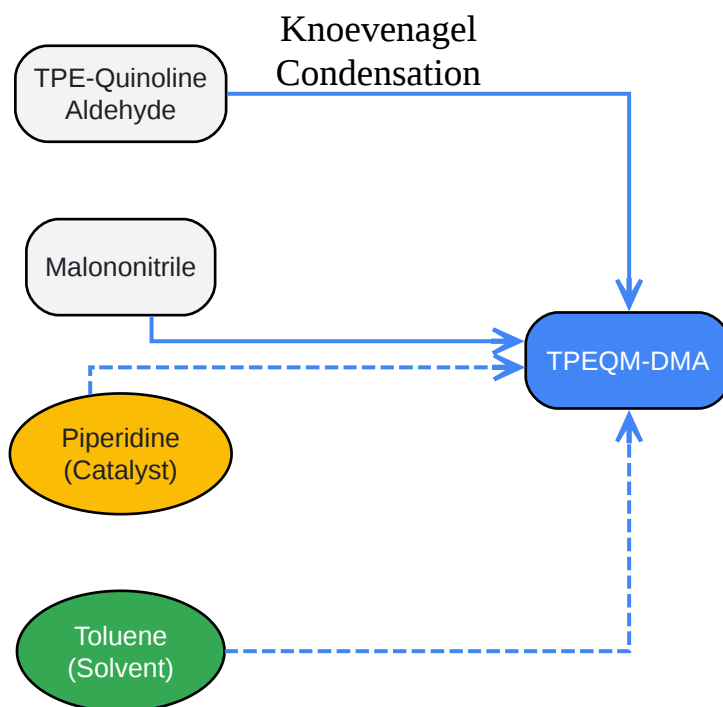 Knoevenagel
Condensation
TPE-Quinoline
Aldehyde
Malononitrile
TPEQM-DMA
Piperidine
(Catalyst)
Toluene
(Solvent)